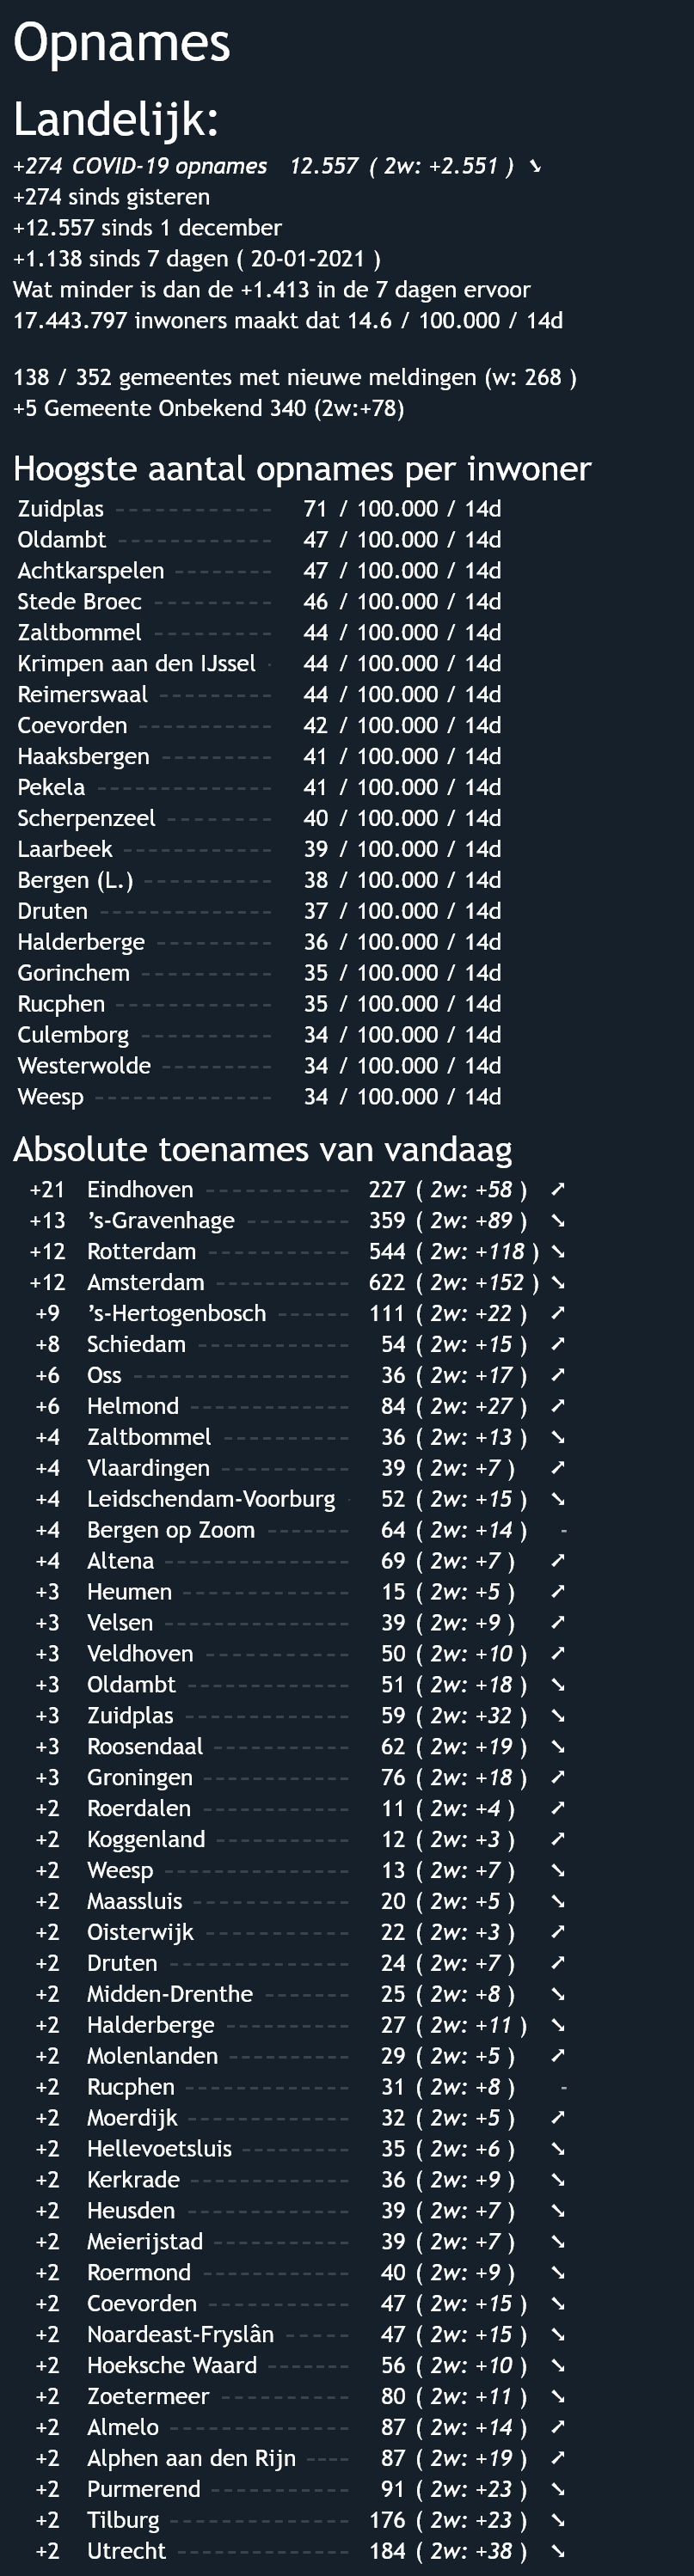 Opnames
Landelijk:
+274 COVID-19 opnames 12.557 ( 2w: +2.551 ) ➘
+274 sinds gisteren
+12.557 sinds 1 december
+1.138 sinds 7 dagen ( 20-01-2021 )
Wat minder is dan de +1.413 in de 7 dagen ervoor
17.443.797 inwoners maakt dat 14.6 / 100.000 / 14d
138 / 352 gemeentes met nieuwe meldingen (w: 268 )
+5 Gemeente Onbekend 340 (2w:+78)
Hoogste aantal opnames per inwoner
Zuidplas ------------ 71 / 100.000 / 14d
Oldambt ------------ 47 / 100.000 / 14d
Achtkarspelen -------- 47 / 100.000 / 14d
Stede Broec --------- 46 / 100.000 / 14d
Zaltbommel --------- 44 / 100.000 / 14d
Krimpen aan den IJssel - 44 / 100.000 / 14d
Reimerswaal --------- 44 / 100.000 / 14d
Coevorden ---------- 42 / 100.000 / 14d
Haaksbergen -------- 41 / 100.000 / 14d
Pekela ------------- 41 / 100.000 / 14d
Scherpenzeel -------- 40 / 100.000 / 14d
Laarbeek ----------- 39 / 100.000 / 14d
Bergen (L.) ---------- 38 / 100.000 / 14d
Druten ------------- 37 / 100.000 / 14d
Halderberge --------- 36 / 100.000 / 14d
Gorinchem ---------- 35 / 100.000 / 14d
Rucphen ------------ 35 / 100.000 / 14d
Culemborg ---------- 34 / 100.000 / 14d
Westerwolde --------- 34 / 100.000 / 14d
Weesp -------------- 34 / 100.000 / 14d
Absolute toenames van vandaag
+21 Eindhoven ----------- 227 ( 2w: +58 ) ➚
+13 ’s-Gravenhage --------- 359 ( 2w: +89 ) ➘
+12 Rotterdam ----------- 544 ( 2w: +118 ) ➘
+12 Amsterdam ---------- 622 ( 2w: +152 ) ➘
+9 ’s-Hertogenbosch ------ 111 ( 2w: +22 ) ➚
+8 Schiedam ------------ 54 ( 2w: +15 ) ➚
+6 Oss ----------------- 36 ( 2w: +17 ) ➚
+6 Helmond ------------ 84 ( 2w: +27 ) ➚
+4 Zaltbommel ---------- 36 ( 2w: +13 ) ➘
+4 Vlaardingen ---------- 39 ( 2w: +7 ) ➚
+4 Leidschendam-Voorburg - 52 ( 2w: +15 ) ➘
+4 Bergen op Zoom ------- 64 ( 2w: +14 ) -
+4 Altena -------------- 69 ( 2w: +7 ) ➚
+3 Heumen ------------- 15 ( 2w: +5 ) ➚
+3 Velsen -------------- 39 ( 2w: +9 ) ➚
+3 Veldhoven ----------- 50 ( 2w: +10 ) ➚
+3 Oldambt ------------- 51 ( 2w: +18 ) ➘
+3 Zuidplas ------------- 59 ( 2w: +32 ) ➘
+3 Roosendaal ----------- 62 ( 2w: +19 ) ➘
+3 Groningen ----------- 76 ( 2w: +18 ) ➚
+2 Roerdalen ----------- 11 ( 2w: +4 ) ➚
+2 Koggenland ---------- 12 ( 2w: +3 ) ➚
+2 Weesp -------------- 13 ( 2w: +7 ) ➘
+2 Maassluis ------------ 20 ( 2w: +5 ) ➘
+2 Oisterwijk ----------- 22 ( 2w: +3 ) ➚
+2 Druten -------------- 24 ( 2w: +7 ) ➚
+2 Midden-Drenthe ------- 25 ( 2w: +8 ) ➘
+2 Halderberge ---------- 27 ( 2w: +11 ) ➘
+2 Molenlanden ---------- 29 ( 2w: +5 ) ➚
+2 Rucphen ------------- 31 ( 2w: +8 ) -
+2 Moerdijk ------------ 32 ( 2w: +5 ) ➚
+2 Hellevoetsluis --------- 35 ( 2w: +6 ) ➘
+2 Kerkrade ------------ 36 ( 2w: +9 ) ➘
+2 Heusden ------------- 39 ( 2w: +7 ) ➘
+2 Meierijstad ----------- 39 ( 2w: +7 ) ➘
+2 Roermond ----------- 40 ( 2w: +9 ) ➘
+2 Coevorden ----------- 47 ( 2w: +15 ) ➘
+2 Noardeast-Fryslân ----- 47 ( 2w: +15 ) ➘
+2 Hoeksche Waard ------- 56 ( 2w: +10 ) ➘
+2 Zoetermeer ---------- 80 ( 2w: +11 ) ➘
+2 Almelo -------------- 87 ( 2w: +14 ) ➚
+2 Alphen aan den Rijn ---- 87 ( 2w: +19 ) ➚
+2 Purmerend ----------- 91 ( 2w: +23 ) ➘
+2 Tilburg -------------- 176 ( 2w: +23 ) ➘
+2 Utrecht ------------- 184 ( 2w: +38 ) ➘